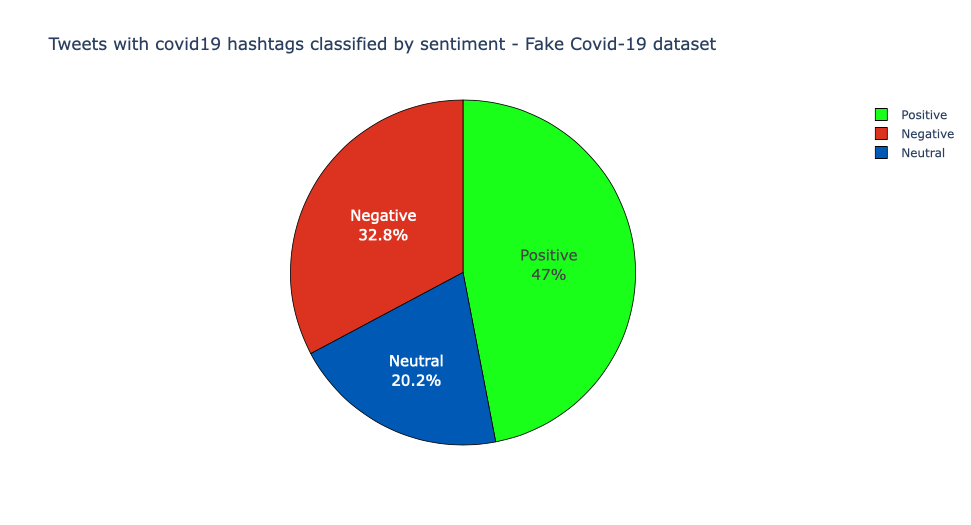 Tweets with covid19 hashtags classified by sentiment - Fake Covid-19 dataset
Positive
Negative
Neutral
Negative
32.8%
Positive
47%
Neutral
20.2%